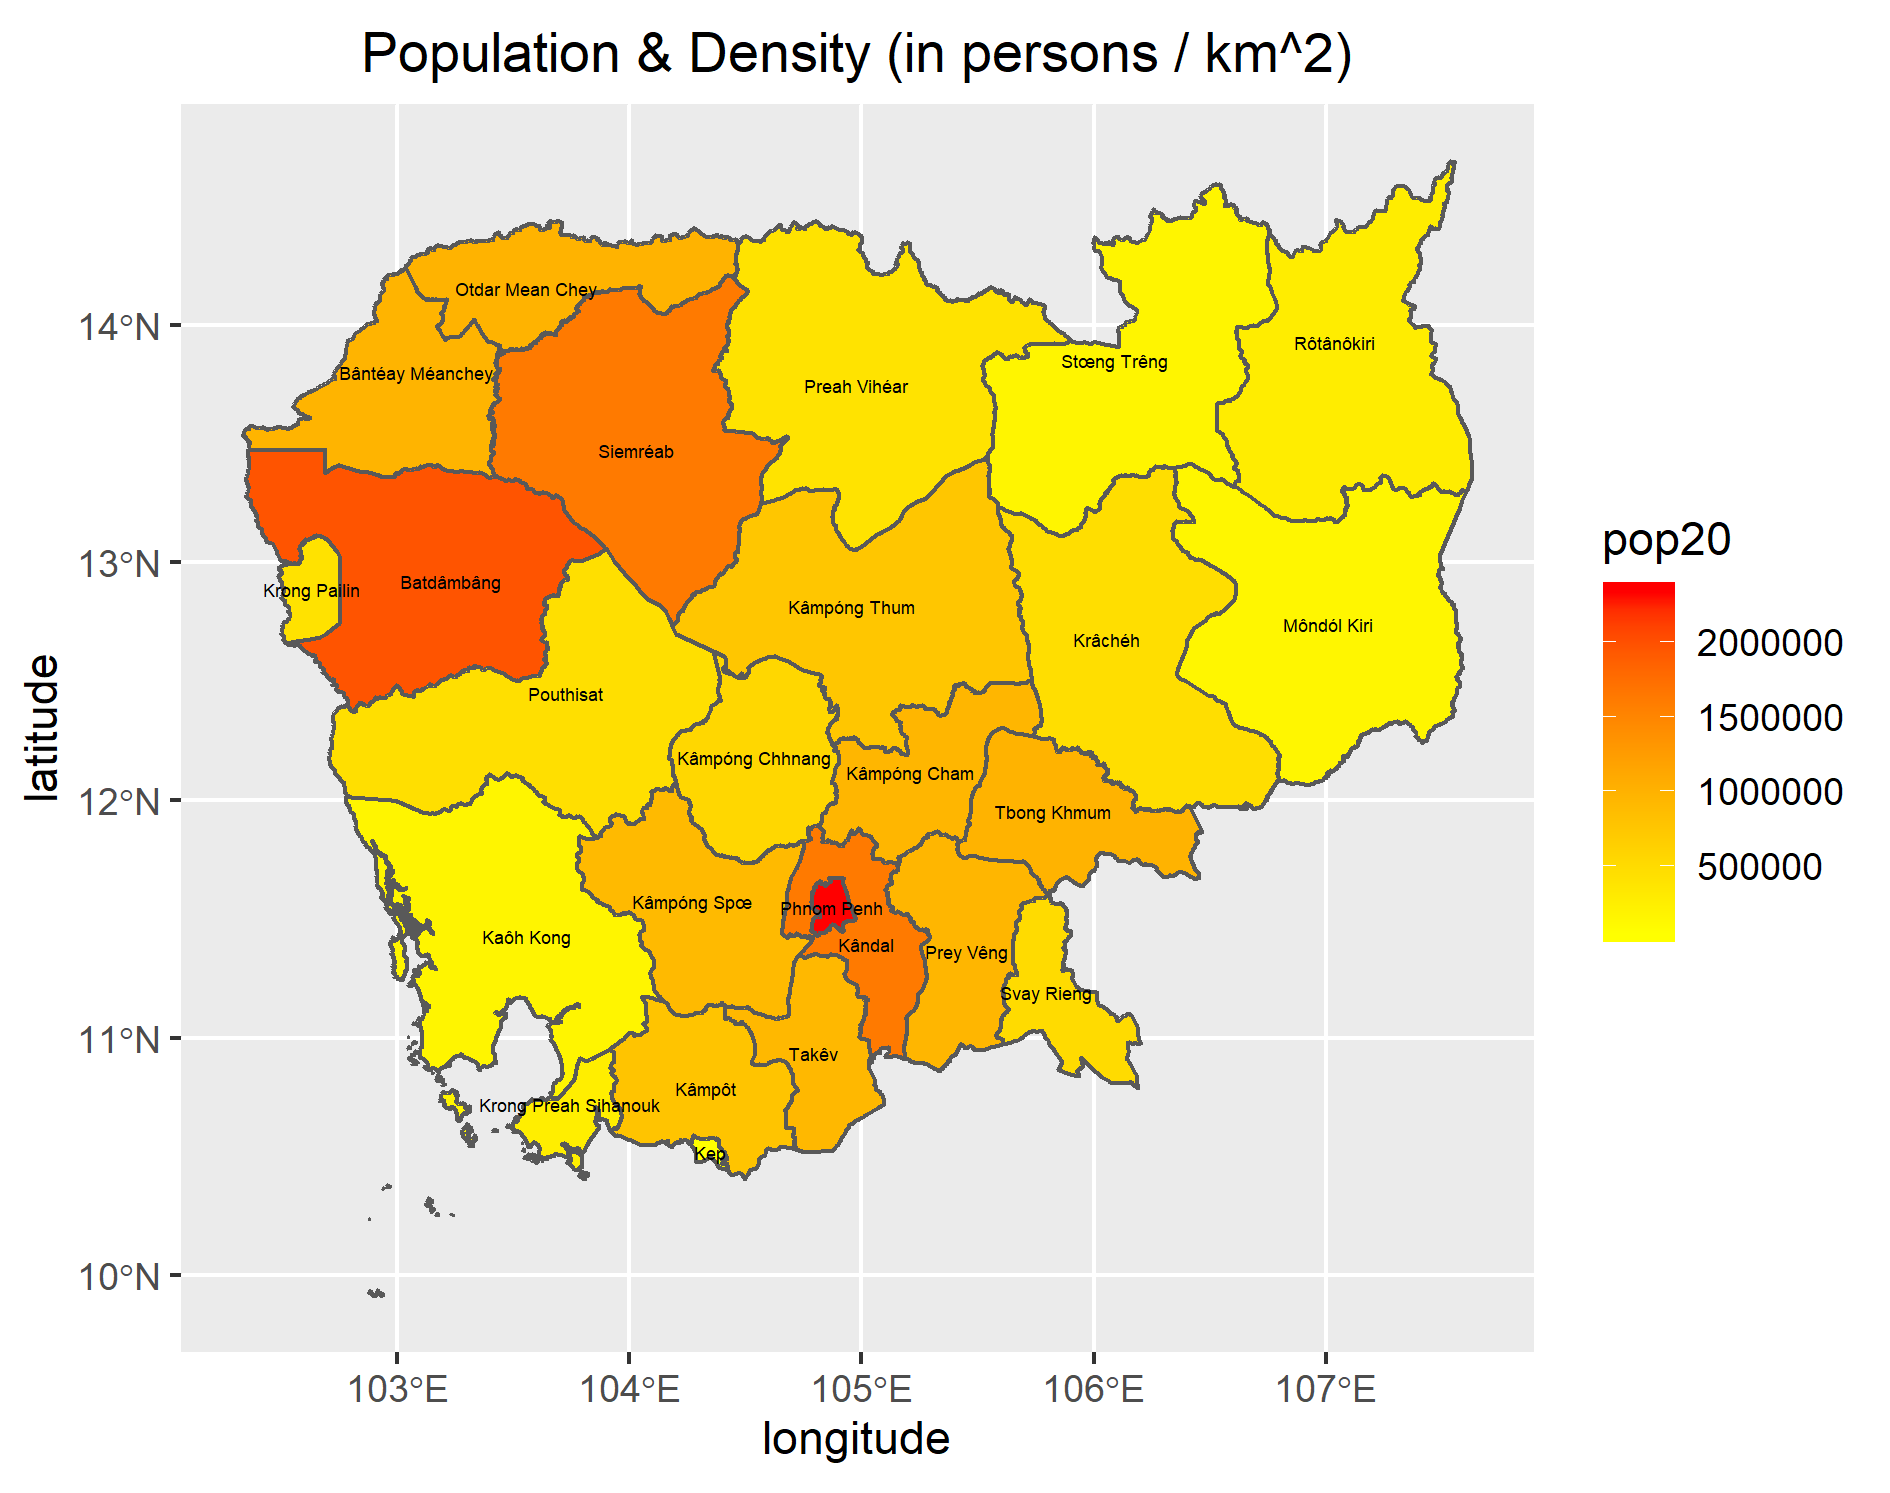 Population & Density (in persons / km^2)
latitude
14°N
13°N
12°N
11°N
10°N
Otdar Mean Chey
Bântéay Méanchey
Siemréab
Preah Vihéar
Stœng Trêng
Rôtânôkiri
Krong Pailin
Batdâmbâng
Kâmpóng Thum
Krâchéh
Môndól Kiri
Pouthisat
Kâmpóng Chhnang
Kâmpóng Cham
Tbong Khmum
Kâmpóng Spœ
Phnom Penh
Kaôh Kong
Kândal
Prey Vêng
Svay Rieng
Takêv
Kâmpôt
Krong Preah Sihanouk
Kep
103°E
104°E
105°E
106°E
107°E
longitude
pop20
2000000
1500000
1000000
500000